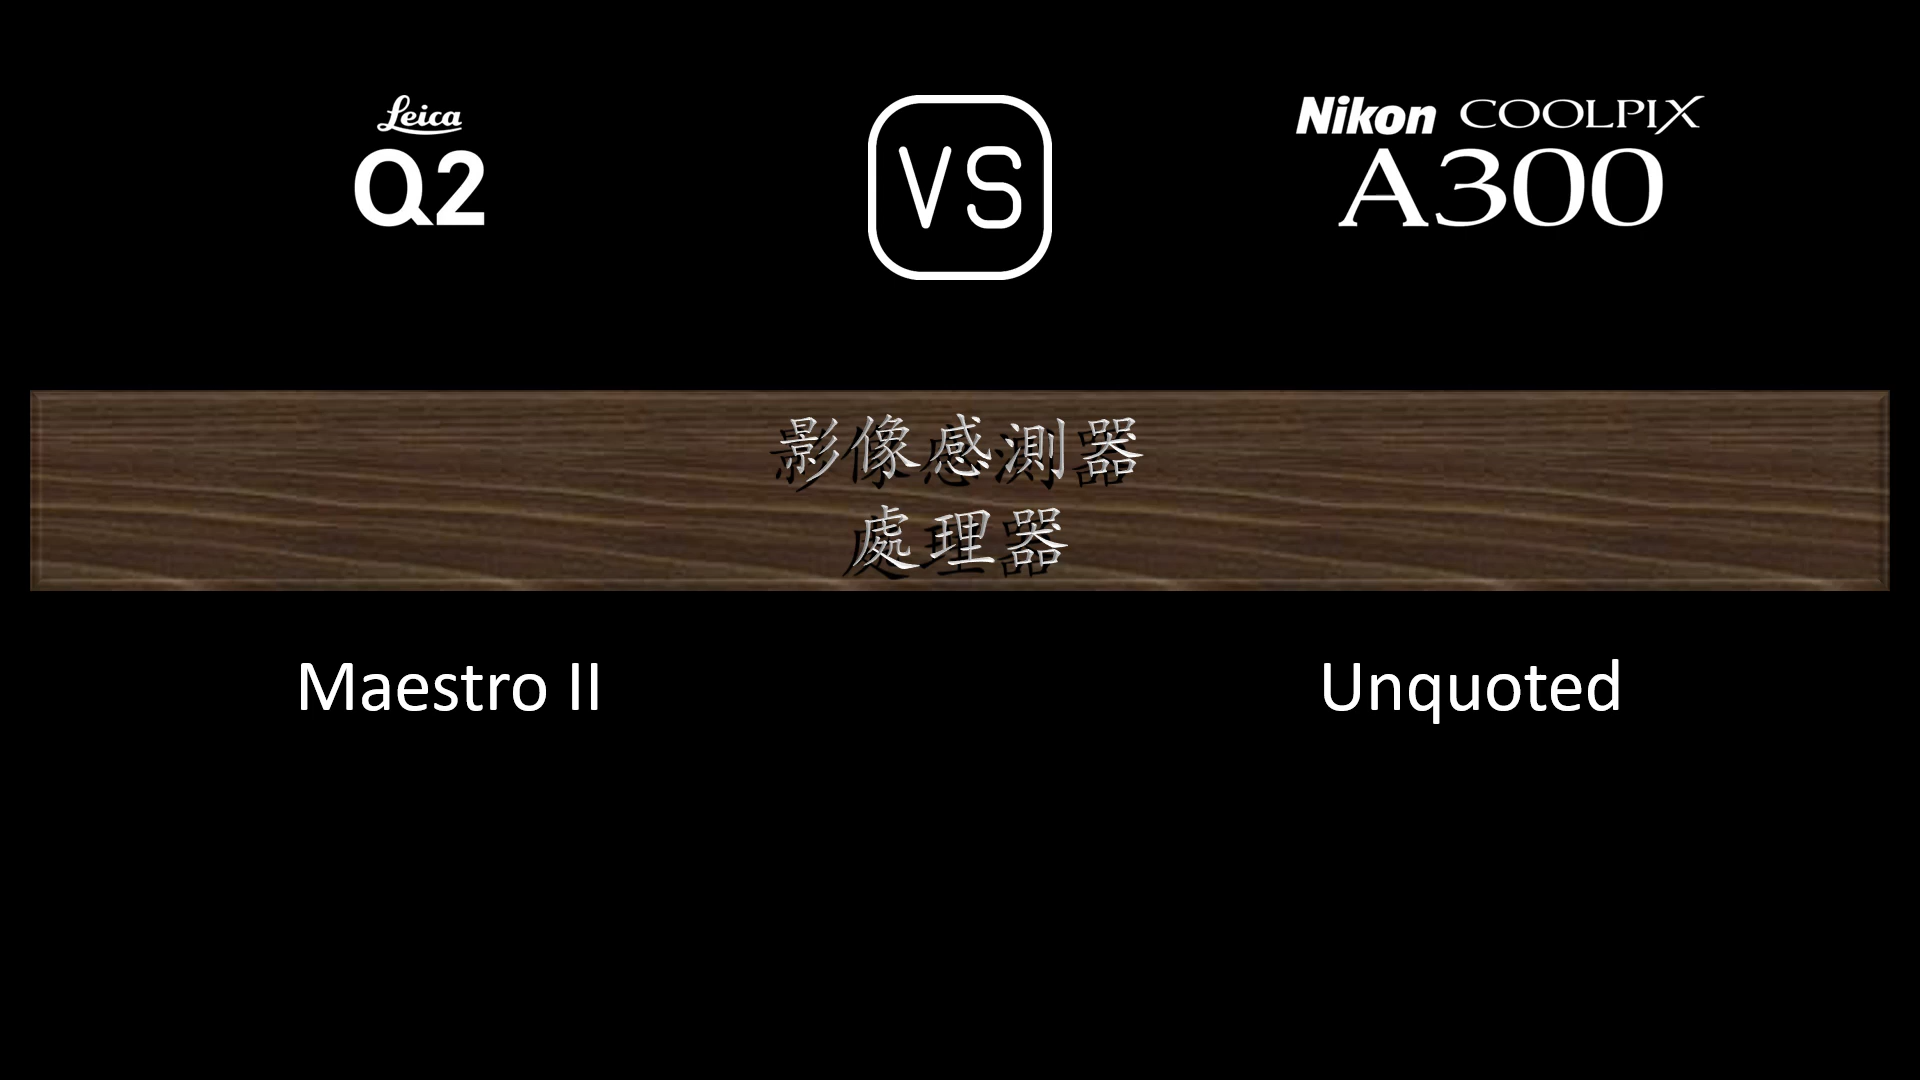 Leica
Q2
VS
Nikon COOLPIX
A300
影像感測器
處理器
Maestro II
Unquoted